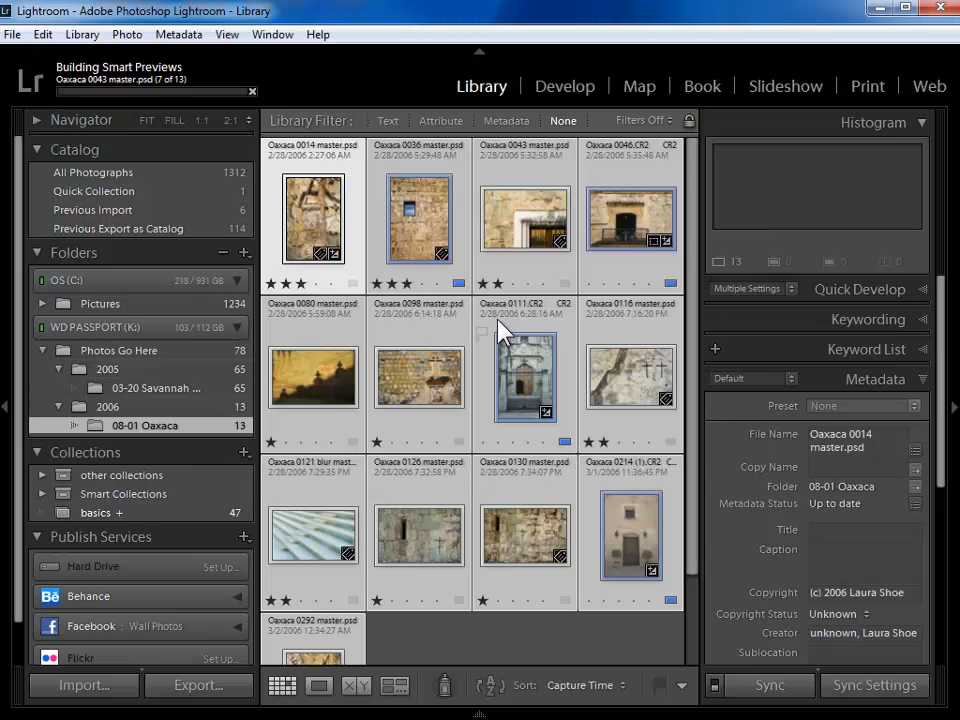 Lightroom - Adobe Photoshop Lightroom - Library
File Edit Library Photo Metadata View Window Help
Lr
Building Smart Previews
Oaxaca 0043 master.psd (7 of 13)
Library | Develop | Map | Book | Slideshow | Print | Web
Navigator FIT FILL 1:1 2:1
Catalog
All Photographs 1312
Quick Collection 1
Previous Import 6
Previous Export as Catalog 114
Folders
OS (C:) 218 / 931 GB
Pictures 1234
WD PASSPORT (K:) 103 / 112 GB
Photos Go Here 78
2005 65
03-20 Savannah ... 65
2006 13
08-01 Oaxaca 13
Collections
other collections
Smart Collections
basics + 47
Publish Services
Hard Drive Set Up...
Bē Behance
f Facebook : Wall Photos
Flickr Set Up...
Import... Export...
Library Filter : Text Attribute Metadata None Filters Off
Oaxaca 0014 master.psd
2/28/2006 2:27:06 AM
Oaxaca 0036 master.psd
2/28/2006 5:29:48 AM
Oaxaca 0043 master.psd
2/28/2006 5:32:58 AM
Oaxaca 0046.CR2 CR2
2/28/2006 5:35:48 AM
Oaxaca 0080 master.psd
2/28/2006 5:59:08 AM
Oaxaca 0098 master.psd
2/28/2006 6:14:18 AM
Oaxaca 0111.CR2 CR2
2/28/2006 6:28:16 AM
Oaxaca 0116 master.psd
2/28/2006 7:16:20 PM
Oaxaca 0121 blur mast...
2/28/2006 7:29:35 PM
Oaxaca 0126 master.psd
2/28/2006 7:32:58 PM
Oaxaca 0130 master.psd
2/28/2006 7:34:07 PM
Oaxaca 0214 (1).CR2 C...
3/1/2006 11:36:45 PM
Oaxaca 0292 master.psd
3/2/2006 12:34:27 AM
XY
Sort: Capture Time
Histogram
13 0 0 0
Multiple Settings Quick Develop
Keywording
Keyword List
Default Metadata
Preset None
File Name Oaxaca 0014
master.psd
Copy Name
Folder 08-01 Oaxaca
Metadata Status Up to date
Title
Caption
Copyright (c) 2006 Laura Shoe
Copyright Status Unknown
Creator unknown, Laura Shoe
Sublocation
Sync Sync Settings